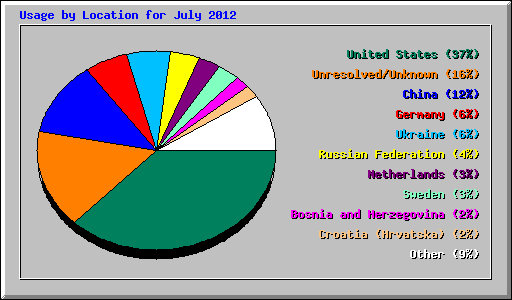 Usage by Location for July 2012
United States (37%)
Unresolved/Unknown (16%)
China (12%)
Germany (6%)
Ukraine (6%)
Russian Federation (4%)
Netherlands (3%)
Sweden (3%)
Bosnia and Herzegovina (2%)
Croatia (Hrvatska) (2%)
Other (9%)